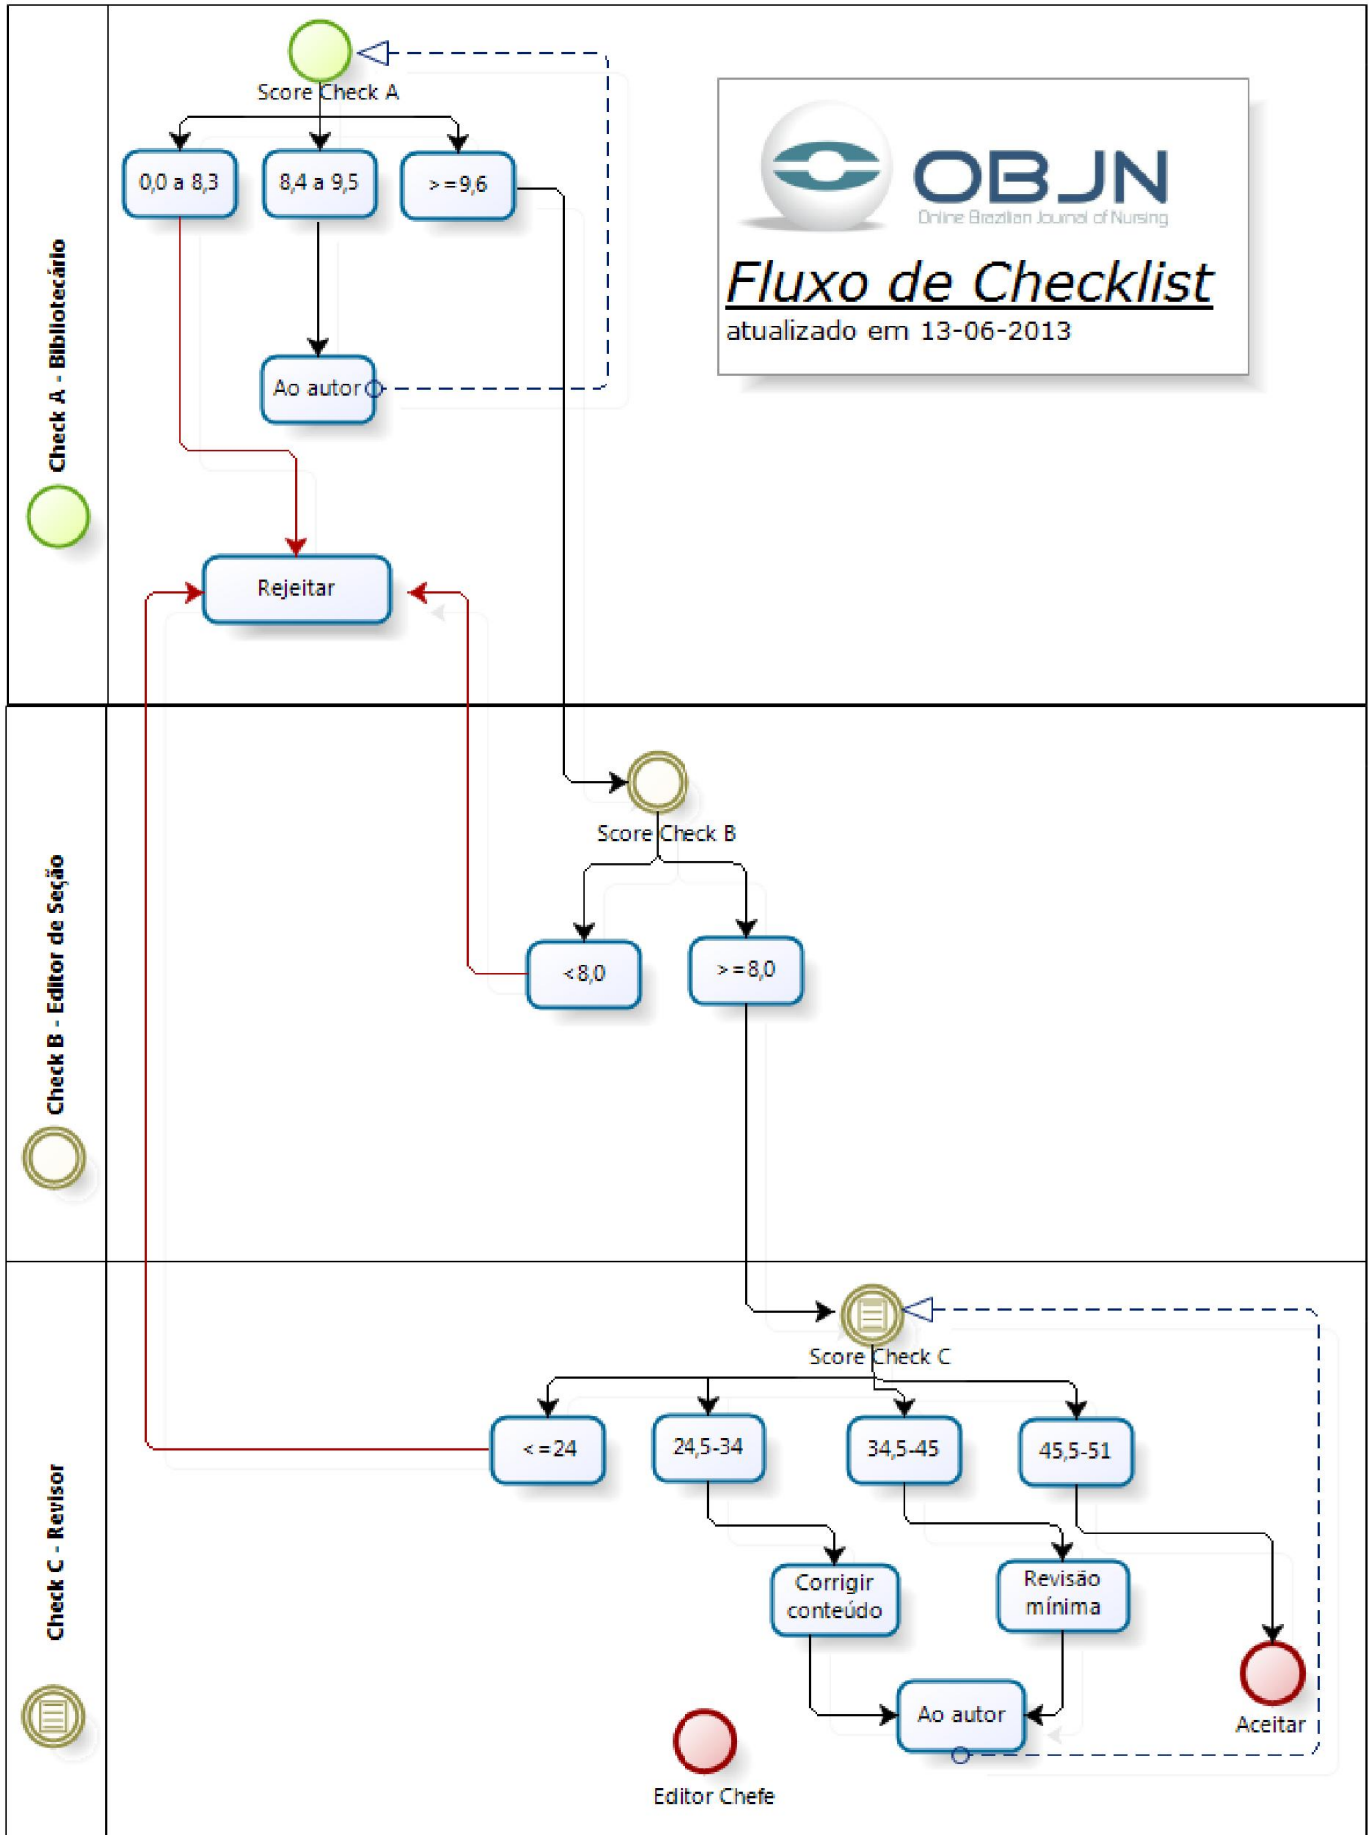 Score Check A
0,0 a 8,3
8,4 a 9,5
>=9,6
OBJN
Online Brazilian Journal of Nursing
Fluxo de Checklist
atualizado em 13-06-2013
Ao autor
Rejeitar
Check A - Bibliotecário
Score Check B
<8,0
>=8,0
Check B - Editor de Seção
Score Check C
<=24
24,5-34
34,5-45
45,5-51
Corrigir
conteúdo
Revisão
mínima
Ao autor
Aceitar
Editor Chefe
Check C - Revisor